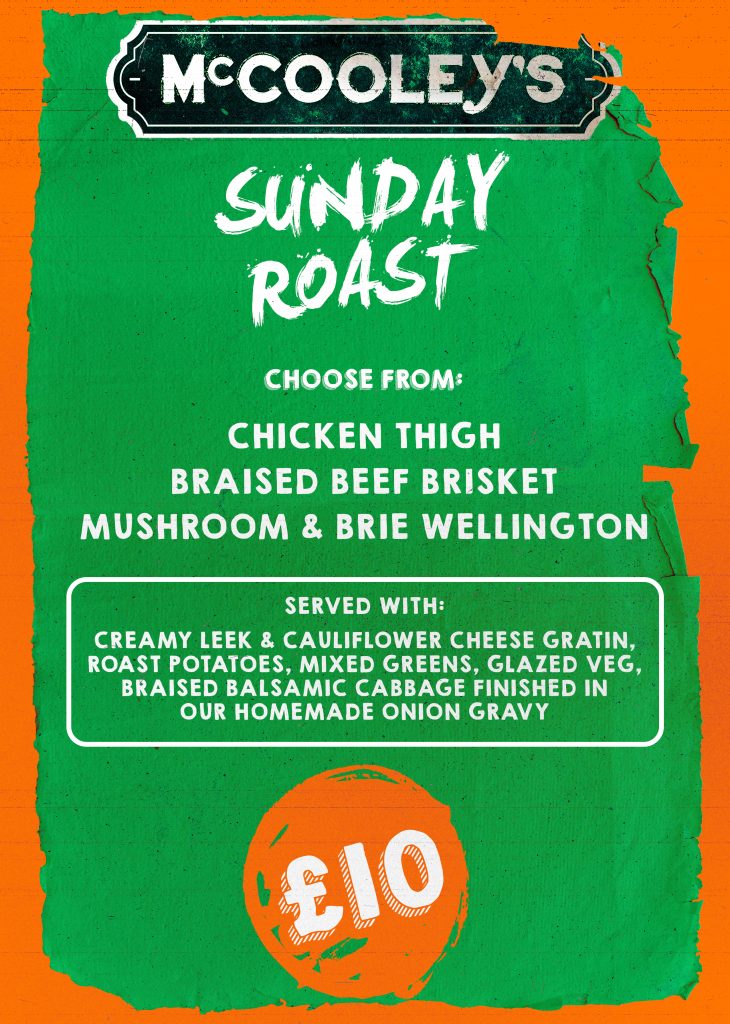 McCOOLEY'S
SUNDAY
ROAST
CHOOSE FROM:
CHICKEN THIGH
BRAISED BEEF BRISKET
MUSHROOM & BRIE WELLINGTON
SERVED WITH:
CREAMY LEEK & CAULIFLOWER CHEESE GRATIN,
ROAST POTATOES, MIXED GREENS, GLAZED VEG,
BRAISED BALSAMIC CABBAGE FINISHED IN
OUR HOMEMADE ONION GRAVY
£10